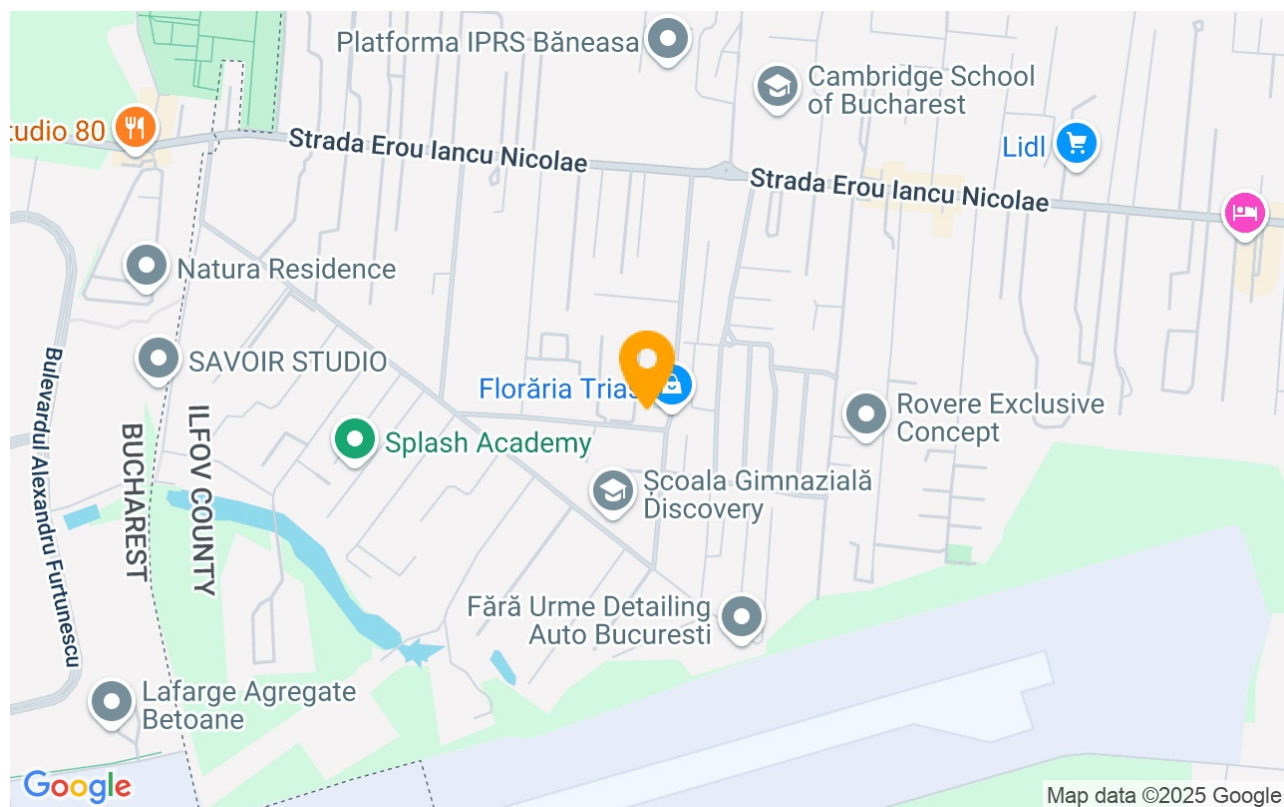 Platforma IPRS Băneasa
Cambridge School
of Bucharest
tudio 80
Strada Erou Iancu Nicolae
Lidl
Strada Erou Iancu Nicolae
Natura Residence
SAVOIR STUDIO
Bulevardul Alexandru Furtunescu
BUCHAREST
ILFOV COUNTY
Florăria Trias
Rovere Exclusive
Concept
Splash Academy
Școala Gimnazială
Discovery
Fără Urme Detailing
Auto Bucuresti
Lafarge Agregate
Betoane
Google
Map data ©2025 Google